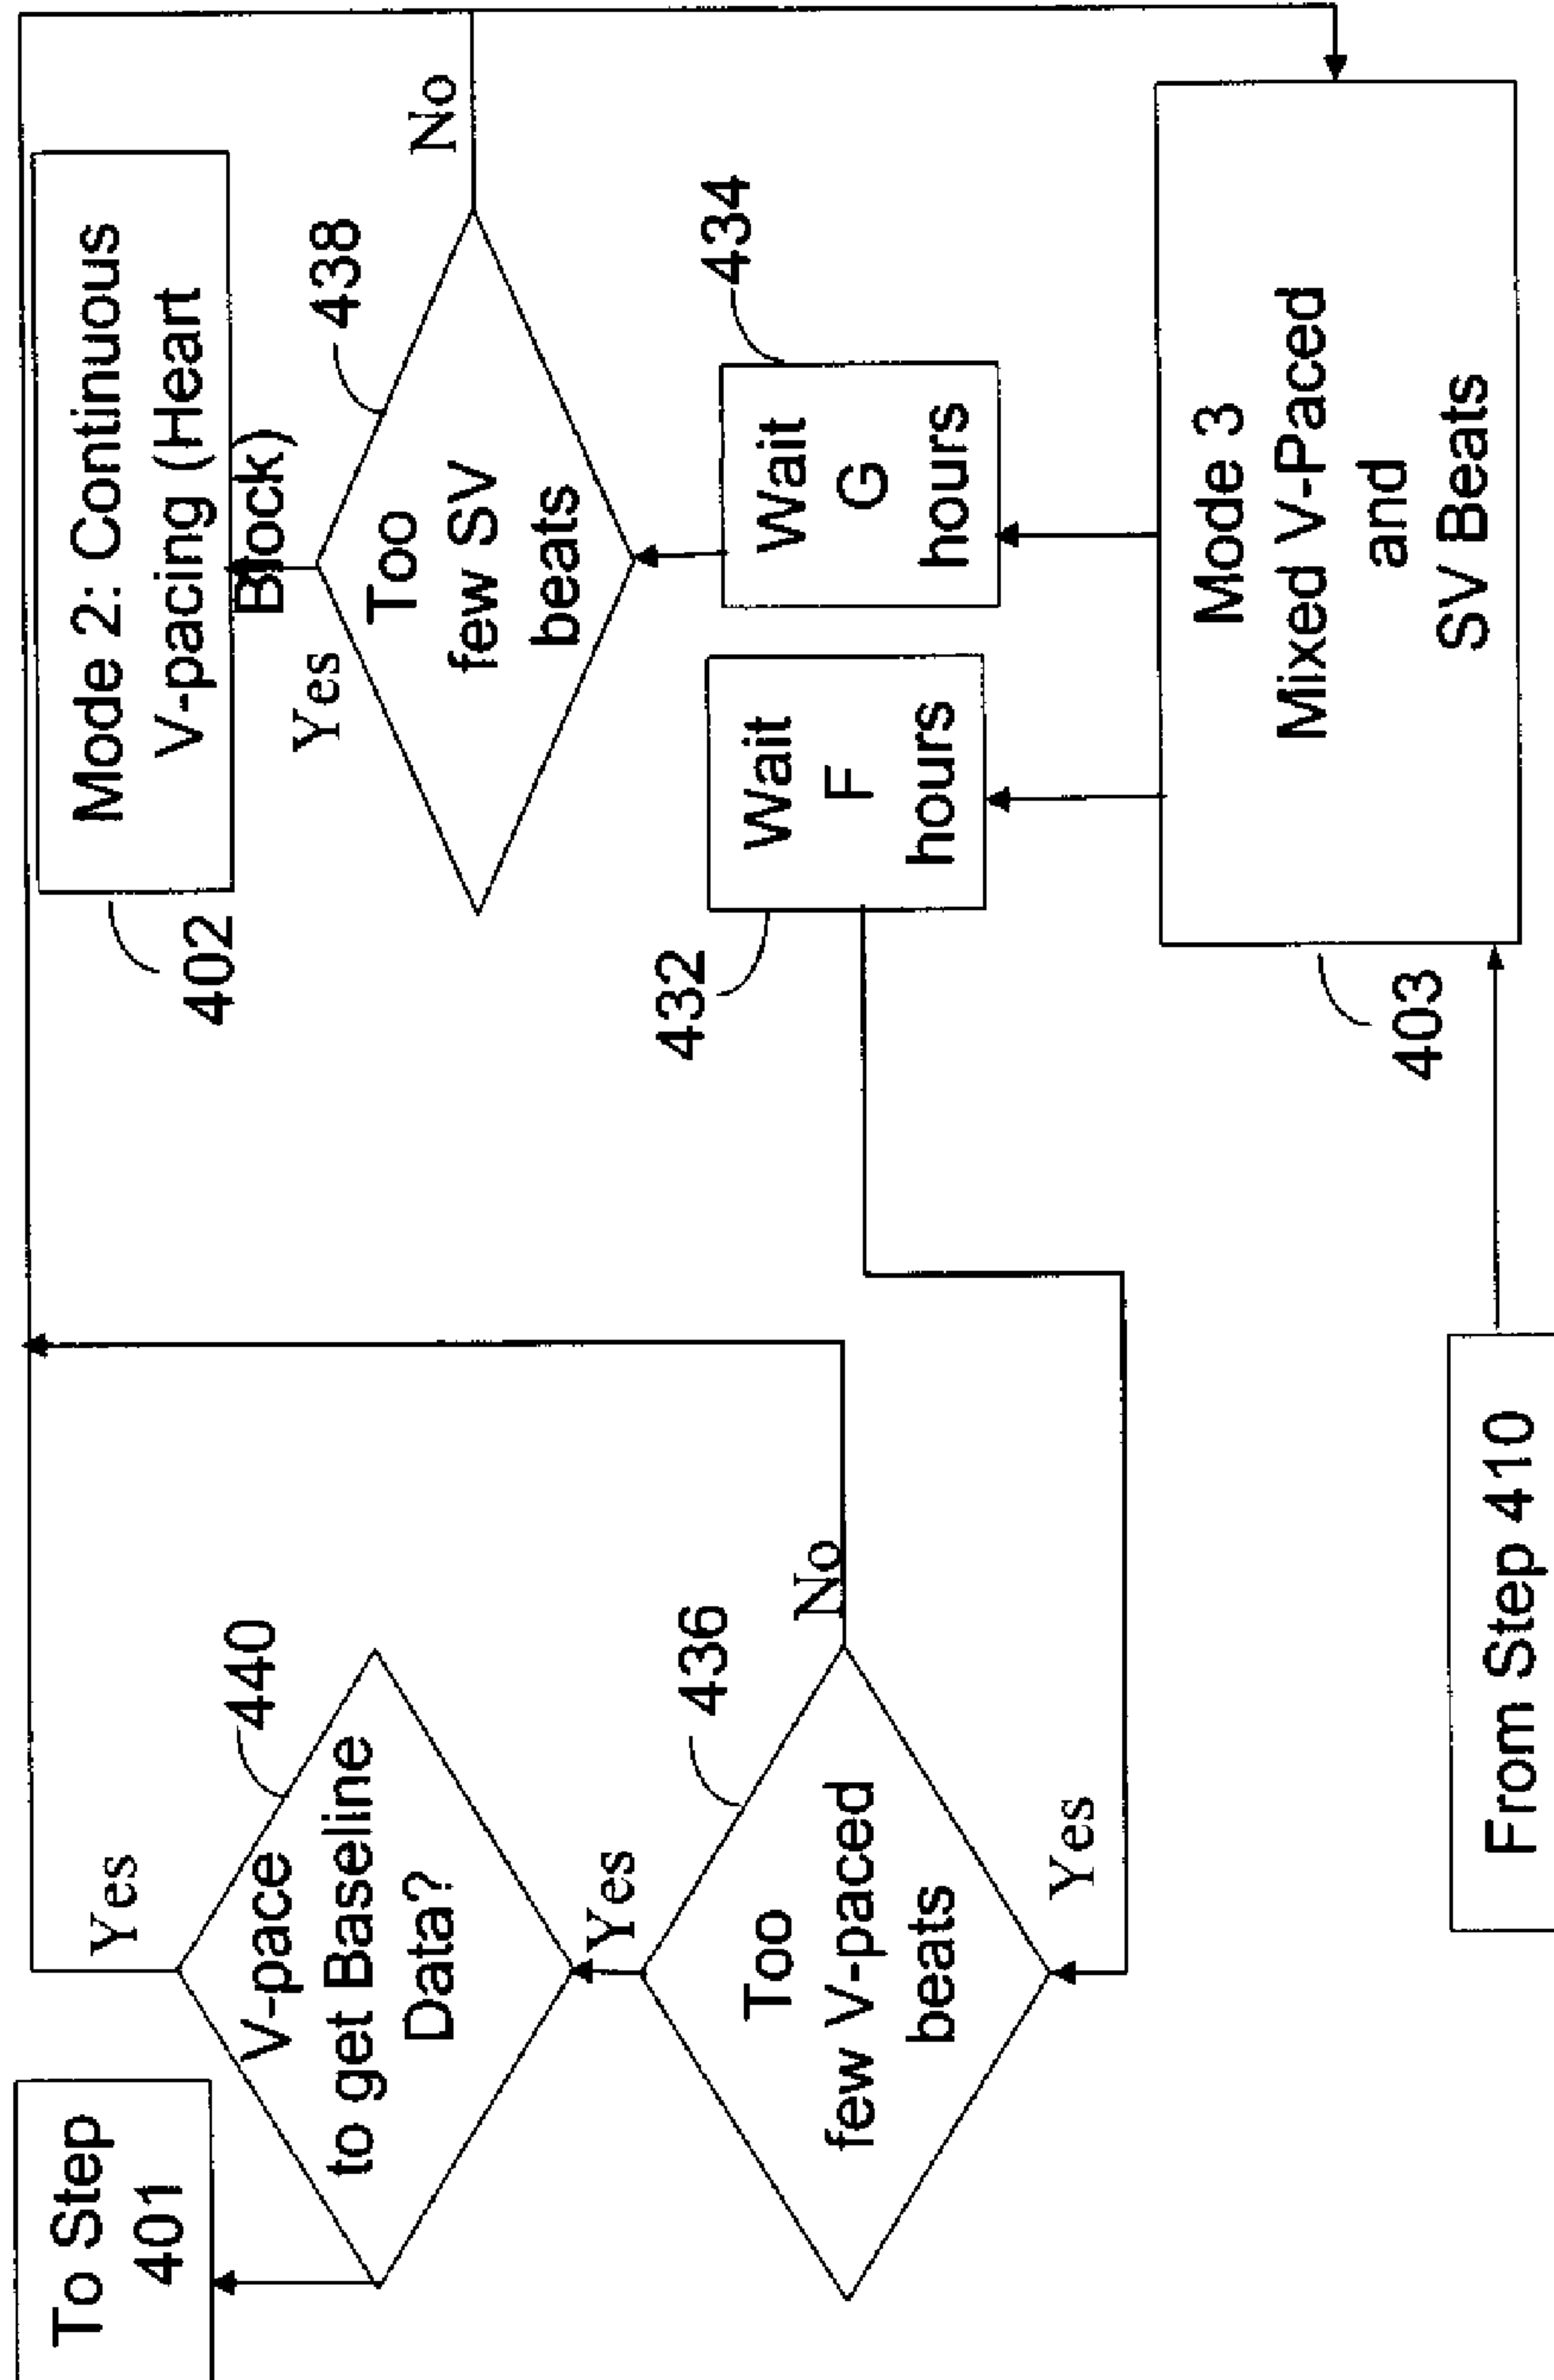 To Step
401
Yes
V-pace
to get Baseline
Data?
440
Yes
Too
few V-paced
beats
436
No
Yes
From Step 410
Mode 2: Continuous
V-pacing (Heart
Block)
402
Yes
Too
few SV
beats
438
No
Wait
F
hours
432
Wait
G
hours
434
Mode 3
Mixed V-Paced
and
SV Beats
403